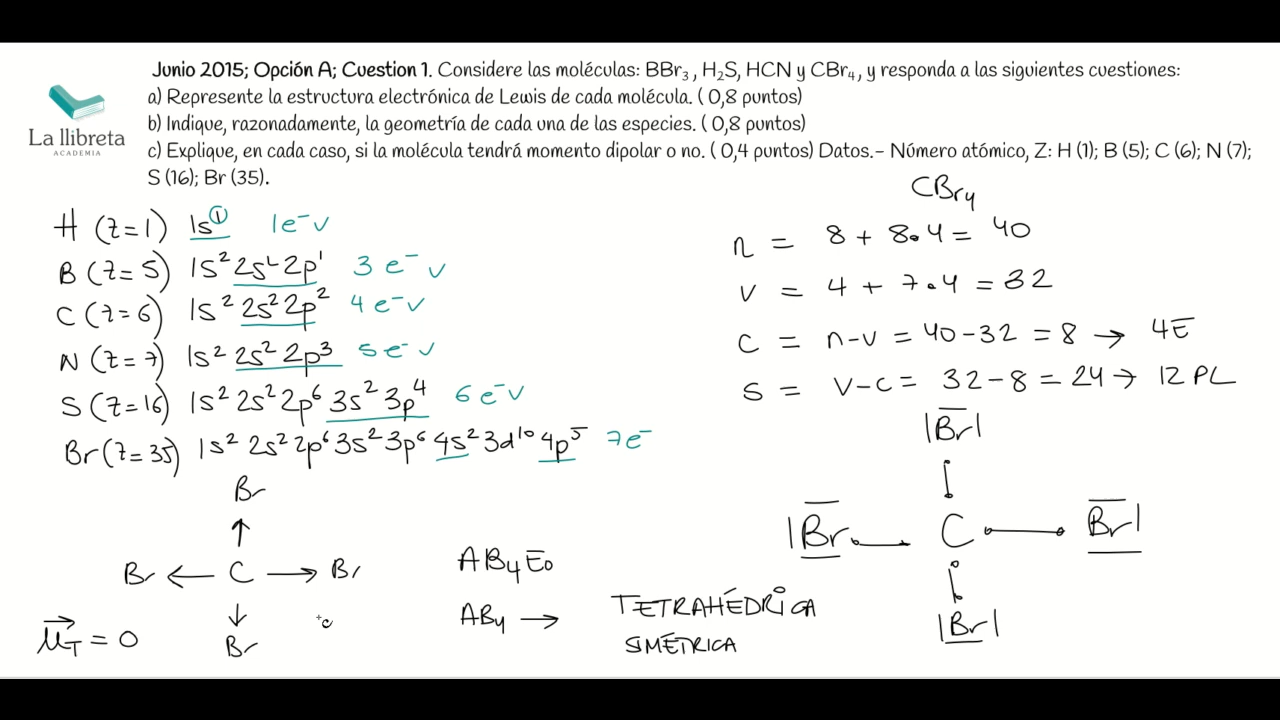 La llibreta
ACADEMIA
Junio 2015; Opción A; Cuestion 1. Considere las moléculas: BBr₃, H₂S, HCN y CBr₄, y responda a las siguientes cuestiones:
a) Represente la estructura electrónica de Lewis de cada molécula. ( 0,8 puntos)
b) Indique, razonadamente, la geometría de cada una de las especies. ( 0,8 puntos)
c) Explique, en cada caso, si la molécula tendrá momento dipolar o no. ( 0,4 puntos) Datos.- Número atómico, Z: H (1); B (5); C (6); N (7);
S (16); Br (35).
H (z=1) 1s¹ 1e⁻v
B (z=5) 1s² 2s² 2p¹ 3e⁻v
C (z=6) 1s² 2s² 2p² 4e⁻v
N (z=7) 1s² 2s² 2p³ 5e⁻v
S (z=16) 1s² 2s² 2p⁶ 3s² 3p⁴ 6e⁻v
Br (z=35) 1s² 2s² 2p⁶ 3s² 3p⁶ 4s² 3d¹⁰ 4p⁵ 7e⁻
CBr₄
n = 8 + 8·4 = 40
v = 4 + 7·4 = 32
C = n-v = 40-32 = 8 → 4E
S = v-c = 32-8 = 24 → 12 PL
Br
Br ← C → Br
Br
μT = 0
AB₄E₀
AB₄ → TETRAHÉDRICA
SIMÉTRICA
|Br|
|Br C Br|
|Br|